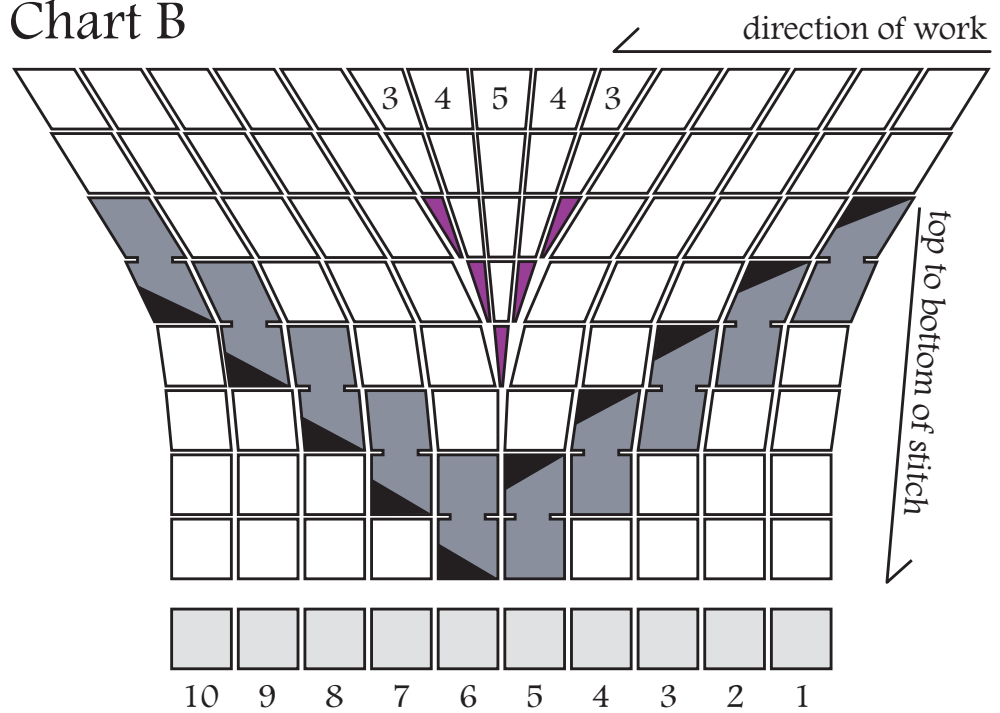 Chart B
direction of work
3 4 5 4 3
top to bottom of stitch
10 9 8 7 6 5 4 3 2 1